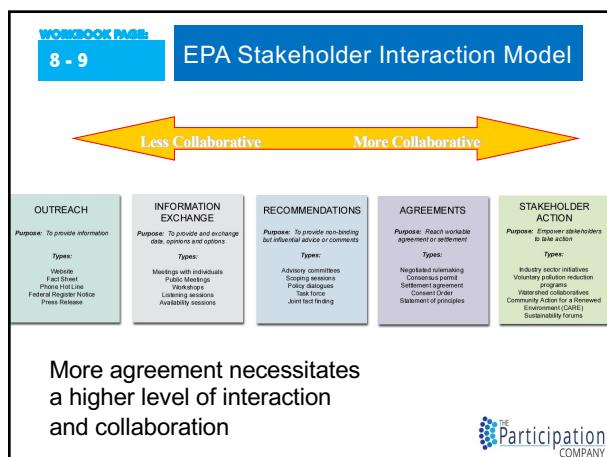 WORKBOOK PAGE:
8 - 9
EPA Stakeholder Interaction Model
Less Collaborative
More Collaborative
OUTREACH
Purpose: To provide information
Types:
Website
Fact Sheet
Phone Hot Line
Federal Register Notice
Press Release
INFORMATION
EXCHANGE
Purpose: To provide and exchange
data, opinions and options
Types:
Meetings with individuals
Public Meetings
Workshops
Listening sessions
Availability sessions
RECOMMENDATIONS
Purpose: To provide non-binding
but influential advice or comments
Types:
Advisory committees
Scoping sessions
Policy dialogues
Task force
Joint fact finding
AGREEMENTS
Purpose: Reach workable
agreement or settlement
Types:
Negotiated rulemaking
Consensus permit
Settlement agreement
Consent Order
Statement of principles
STAKEHOLDER
ACTION
Purpose: Empower stakeholders
to take action
Types:
Industry sector initiatives
Voluntary pollution reduction
programs
Watershed collaboratives
Community Action for a Renewed
Environment (CARE)
Sustainability forums
More agreement necessitates
a higher level of interaction
and collaboration
THE
Participation
COMPANY